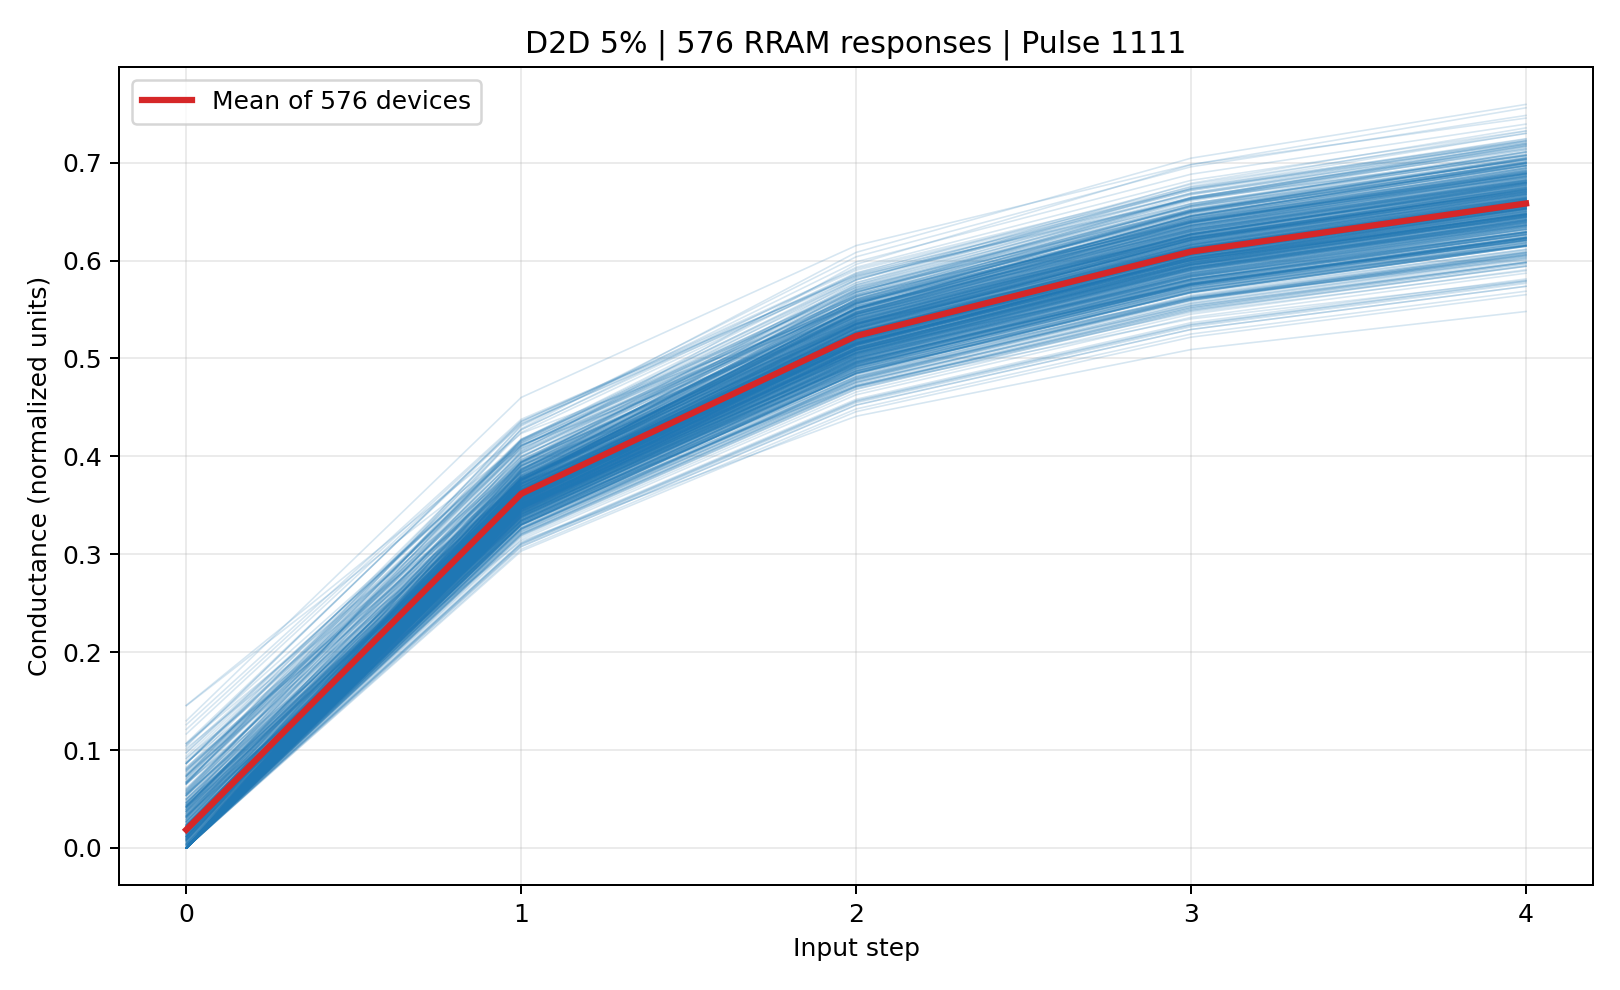 D2D 5% | 576 RRAM responses | Pulse 1111
Mean of 576 devices
Conductance (normalized units)
0.7
0.6
0.5
0.4
0.3
0.2
0.1
0.0
0 1 2 3 4
Input step